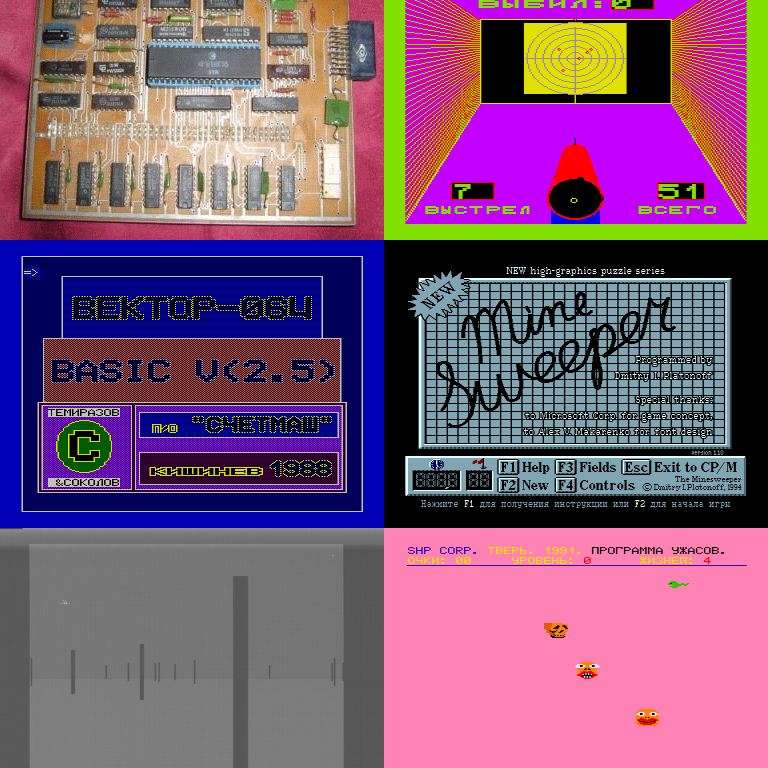 ВЫБИЛ: 0
7
51
ВЫСТРЕЛ
ВСЕГО
=>
ВЕКТОР-06Ц
BASIC V(2.5)
ТЕМИРАЗОВ
C
&СОКОЛОВ
П/О "СЧЕТМАШ"
КИШИНЕВ 1988
NEW high-graphics puzzle series
NEW
Mine
Sweeper
Programmed by
Dmitry I.Platonoff
Special thanks:
to Microsoft Corp. for game concept,
to Alex V. Makarenko for font design
version 1.10
F1 Help F3 Fields Esc Exit to CP/M
F2 New F4 Controls
The Minesweeper
© Dmitry I.Platonoff, 1994
Нажмите F1 для получения инструкции или F2 для начала игры
SHP CORP. ТВЕРЬ. 1991. ПРОГРАММА УЖАСОВ.
ОЧКИ: 00 УРОВЕНЬ: 0 ЖИЗНЕЙ: 4